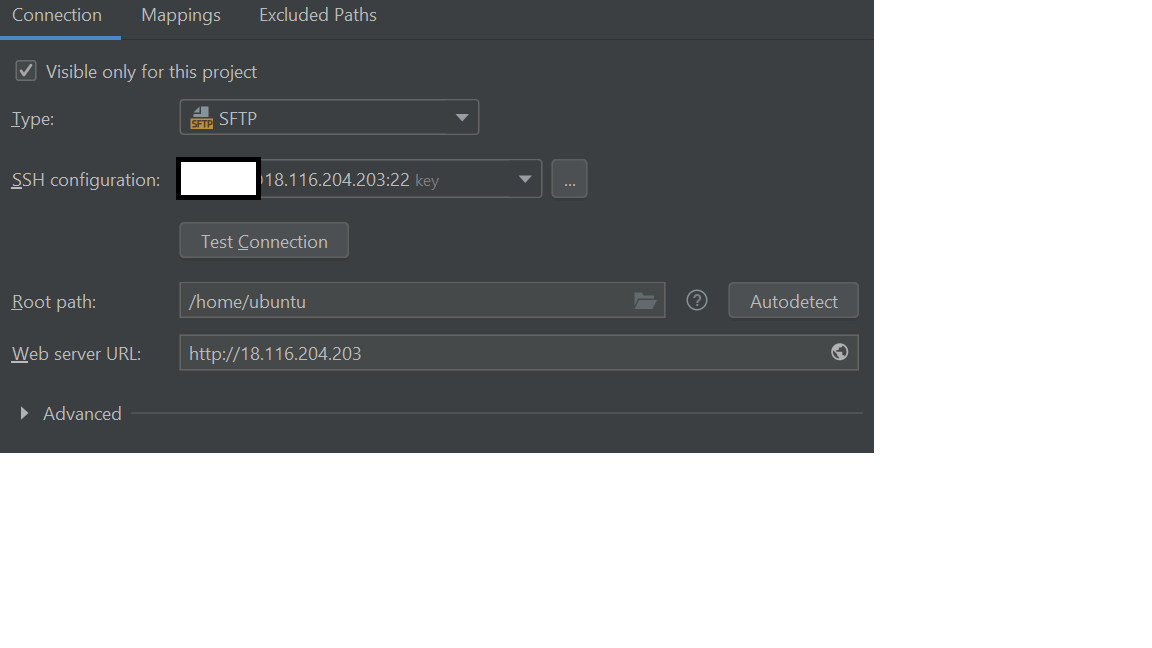 Connection Mappings Excluded Paths
Visible only for this project
Type: SFTP SFTP
SSH configuration: 18.116.204.203:22 key ...
Test Connection
Root path: /home/ubuntu ? Autodetect
Web server URL: http://18.116.204.203
Advanced